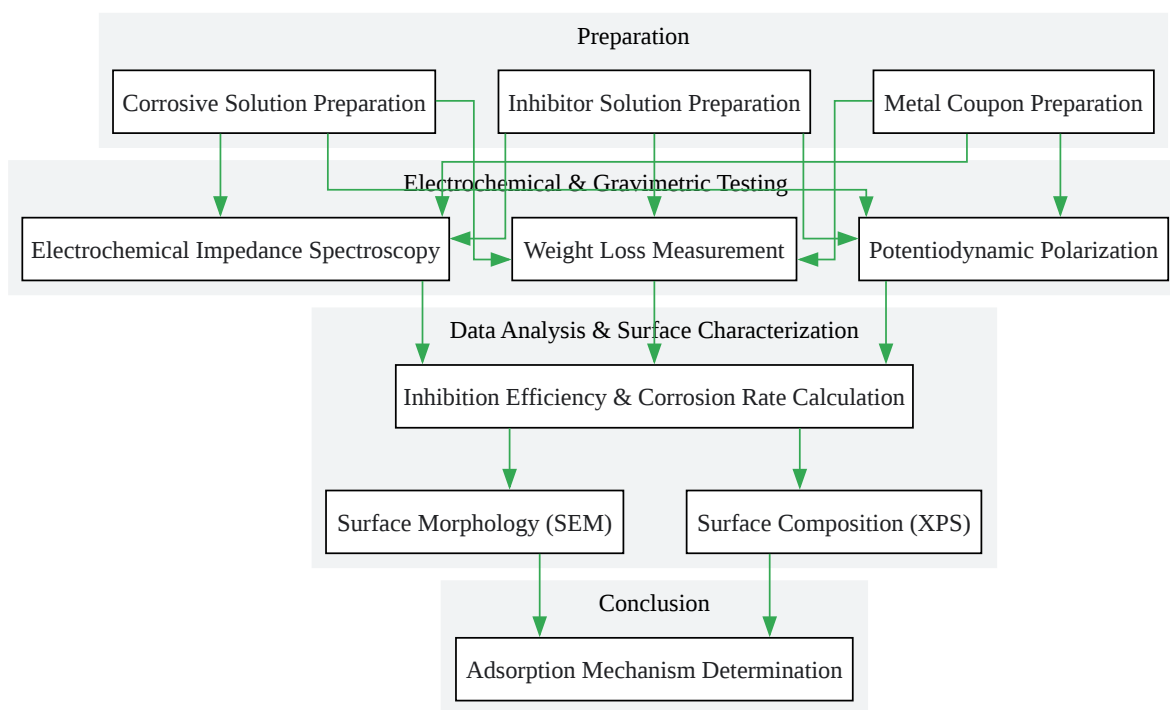 Preparation
Corrosive Solution Preparation
Inhibitor Solution Preparation
Metal Coupon Preparation
Electrochemical & Gravimetric Testing
Electrochemical Impedance Spectroscopy
Weight Loss Measurement
Potentiodynamic Polarization
Data Analysis & Surface Characterization
Inhibition Efficiency & Corrosion Rate Calculation
Surface Morphology (SEM)
Surface Composition (XPS)
Conclusion
Adsorption Mechanism Determination